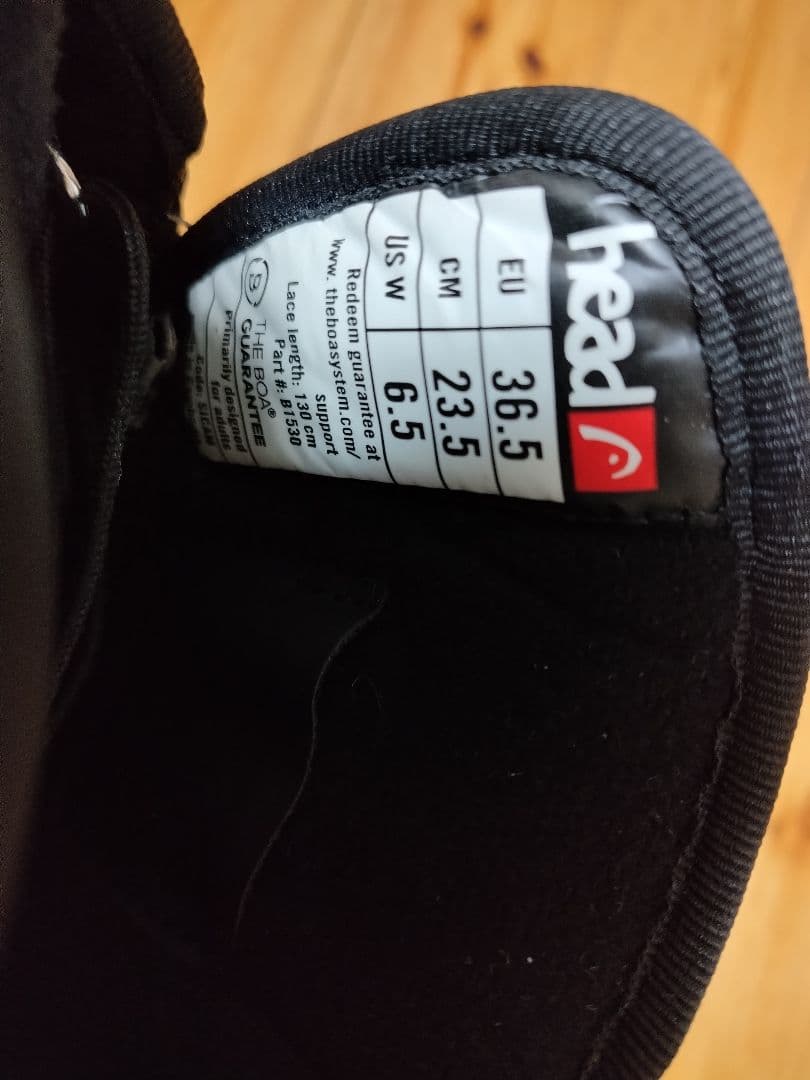 head
EU 36.5
CM 23.5
US W 6.5
Redeem guarantee at
www.theboasystem.com/
support
Lace length: 130 cm
Part #: B1530
B THE BOA®
GUARANTEE
Primarily designed
for adults
Code: